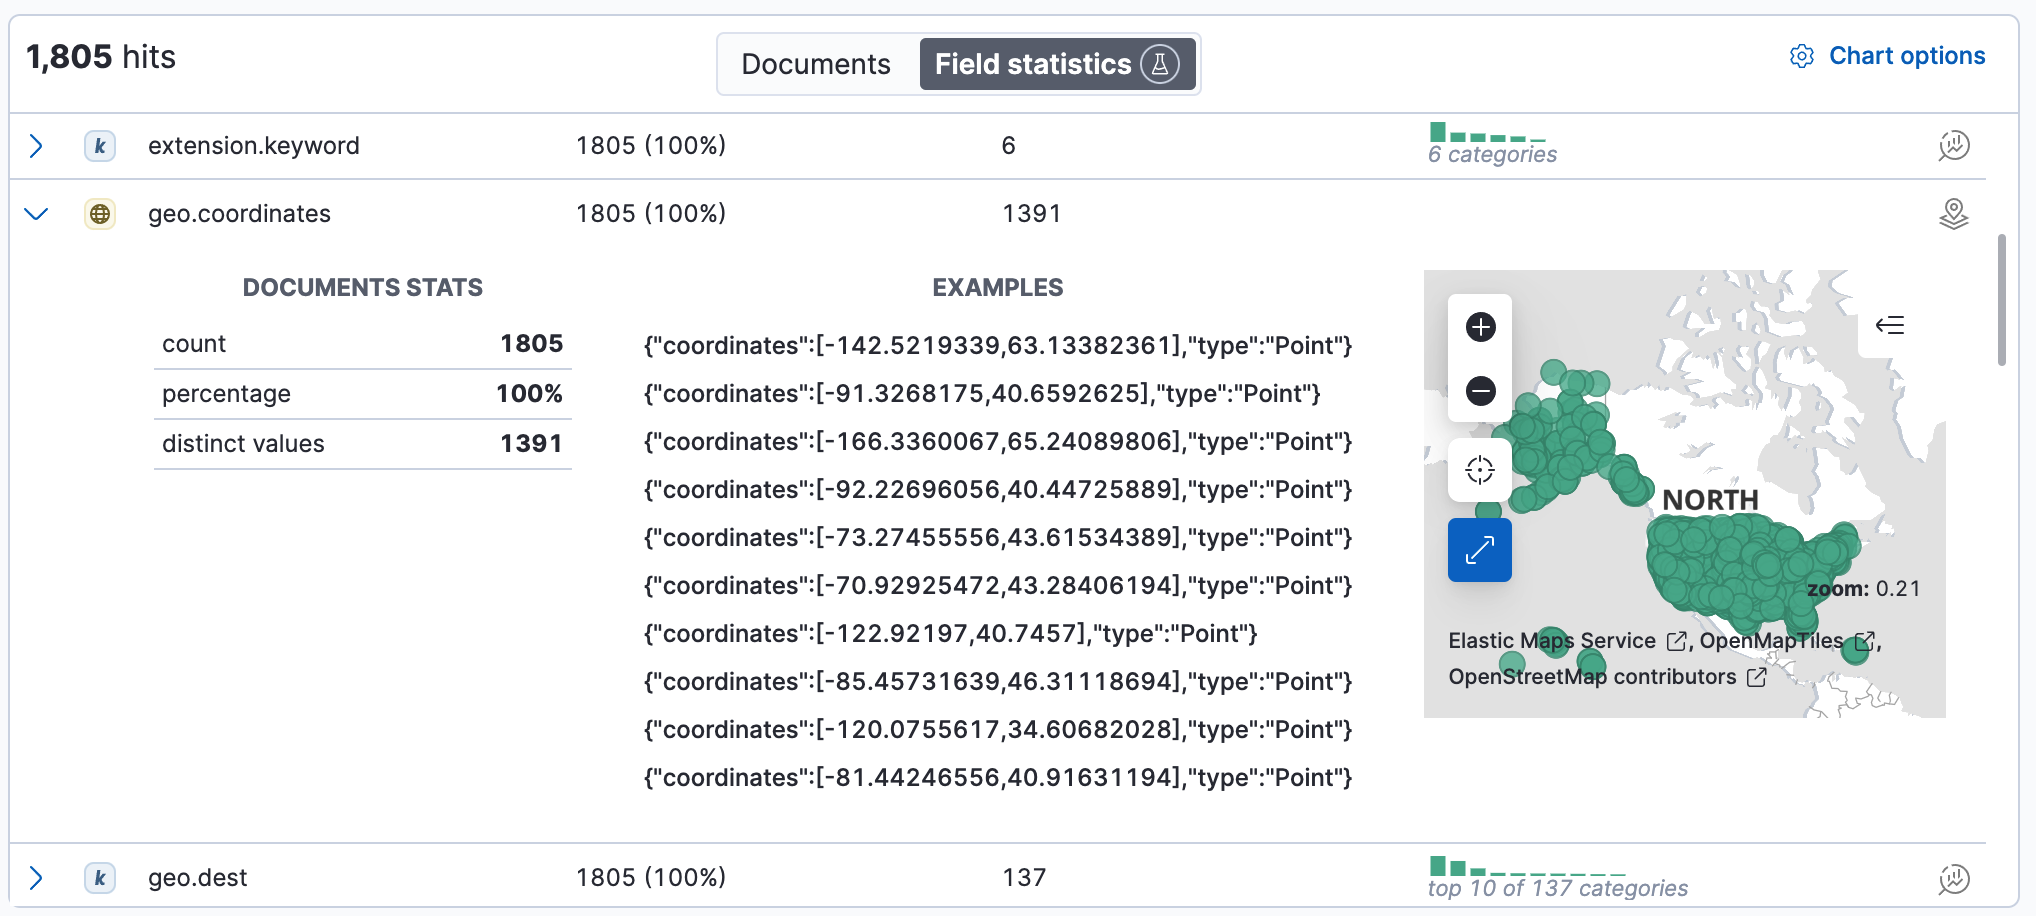 1,805 hits
Documents
Field statistics
Chart options
k extension.keyword 1805 (100%) 6
6 categories
geo.coordinates 1805 (100%) 1391
DOCUMENTS STATS
count 1805
percentage 100%
distinct values 1391
EXAMPLES
{"coordinates":[-142.5219339,63.13382361],"type":"Point"}
{"coordinates":[-91.3268175,40.6592625],"type":"Point"}
{"coordinates":[-166.3360067,65.24089806],"type":"Point"}
{"coordinates":[-92.22696056,40.44725889],"type":"Point"}
{"coordinates":[-73.27455556,43.61534389],"type":"Point"}
{"coordinates":[-70.92925472,43.28406194],"type":"Point"}
{"coordinates":[-122.92197,40.7457],"type":"Point"}
{"coordinates":[-85.45731639,46.31118694],"type":"Point"}
{"coordinates":[-120.0755617,34.60682028],"type":"Point"}
{"coordinates":[-81.44246556,40.91631194],"type":"Point"}
NORTH
zoom: 0.21
Elastic Maps Service , OpenMapTiles ,
OpenStreetMap contributors
k geo.dest 1805 (100%) 137
top 10 of 137 categories